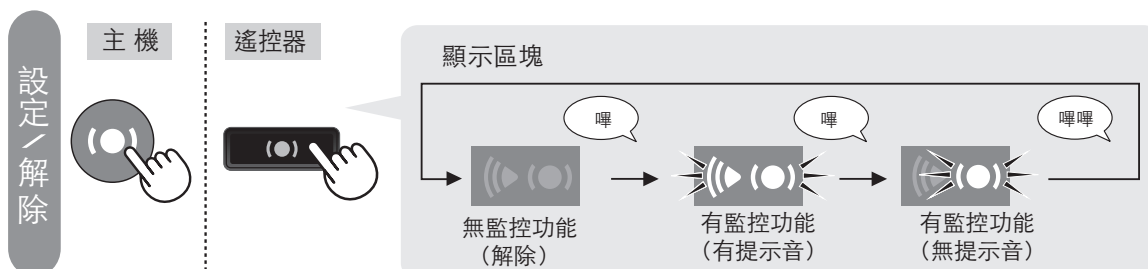 設定／解除
主機
遙控器
顯示區塊
嗶
嗶
嗶嗶
無監控功能
（解除）
有監控功能
（有提示音）
有監控功能
（無提示音）